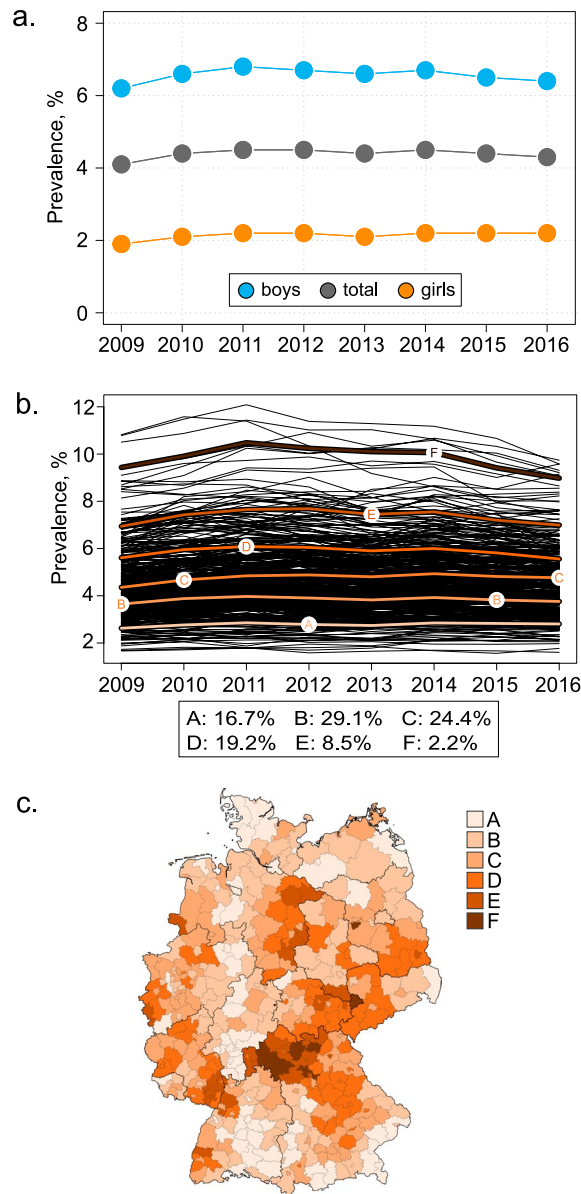 a.
8
6
4
2
0
Prevalence, %
boys total girls
2009 2010 2011 2012 2013 2014 2015 2016
b.
12
10
8
6
4
2
Prevalence, %
F
E
D
C C
B B
A
2009 2010 2011 2012 2013 2014 2015 2016
A: 16.7% B: 29.1% C: 24.4%
D: 19.2% E: 8.5% F: 2.2%
c.
A
B
C
D
E
F